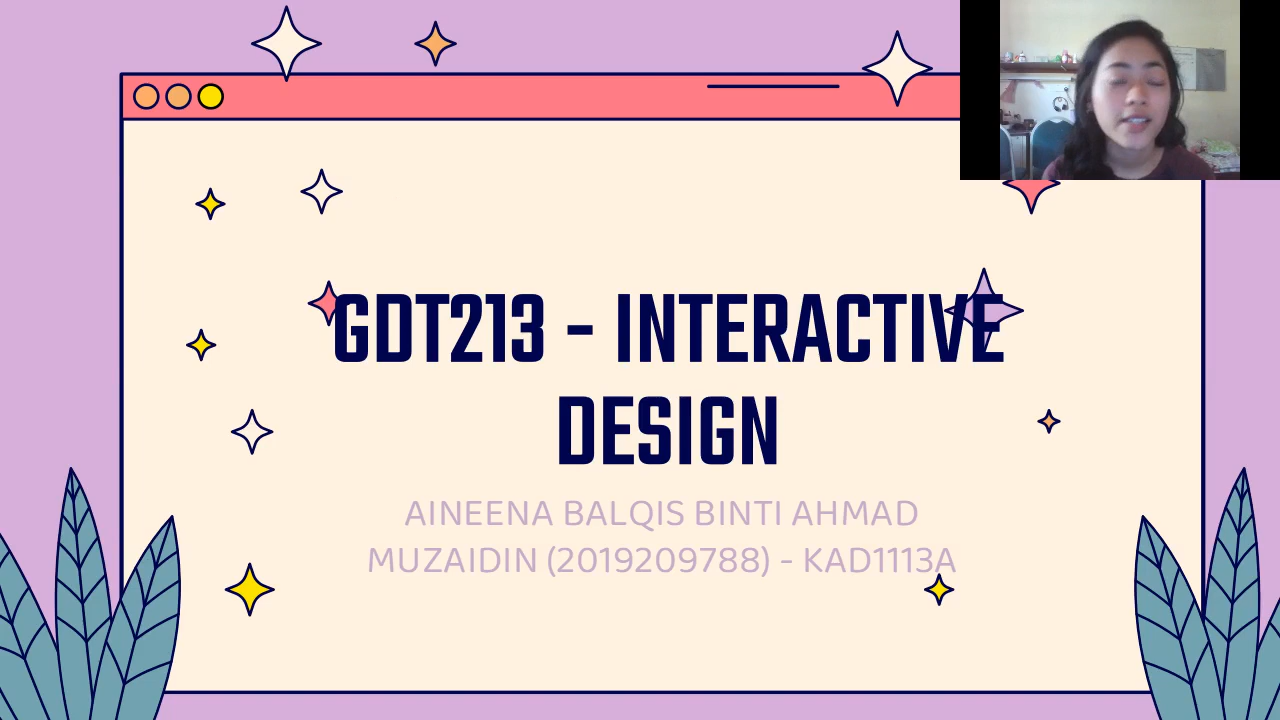 GDT213 - INTERACTIVE
DESIGN
AINEENA BALQIS BINTI AHMAD
MUZAIDIN (2019209788) - KAD1113A